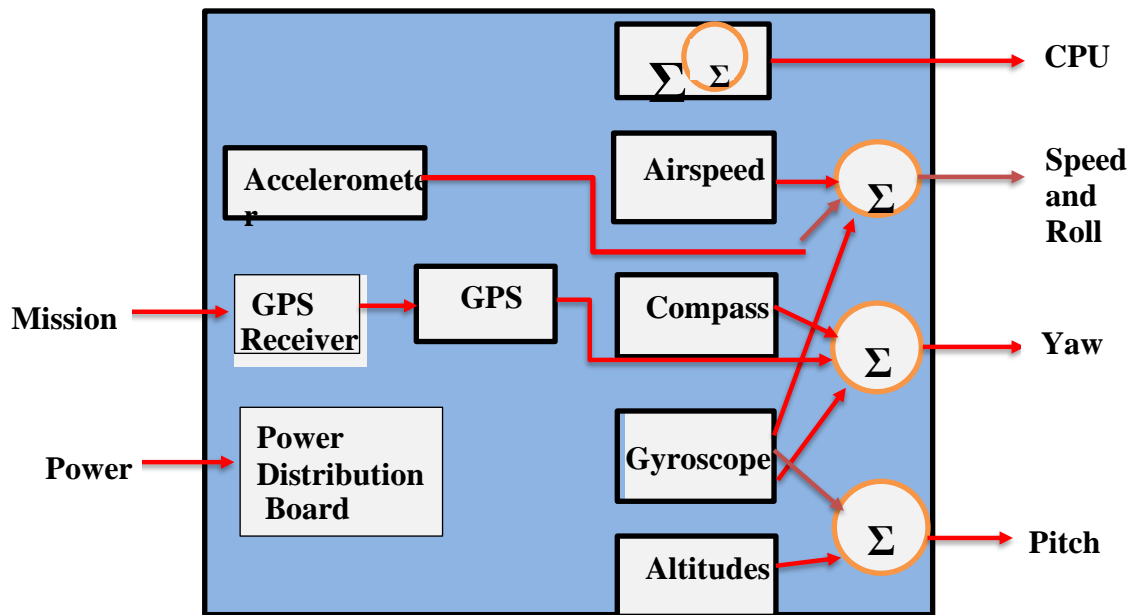 Σ Σ
CPU
Acceleromete
r
Airspeed
Σ
Speed
and
Roll
Mission
GPS
Receiver
GPS
Compass
Σ
Yaw
Power
Power
Distribution
Board
Gyroscope
Σ
Pitch
Altitudes